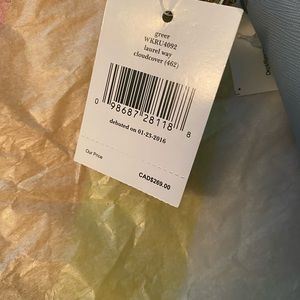 greer
WKRU4092
laurel way
cloudcover (462)
0 98687 28118 8
debuted on 01-23-2016
Our Price
CAD$269.00